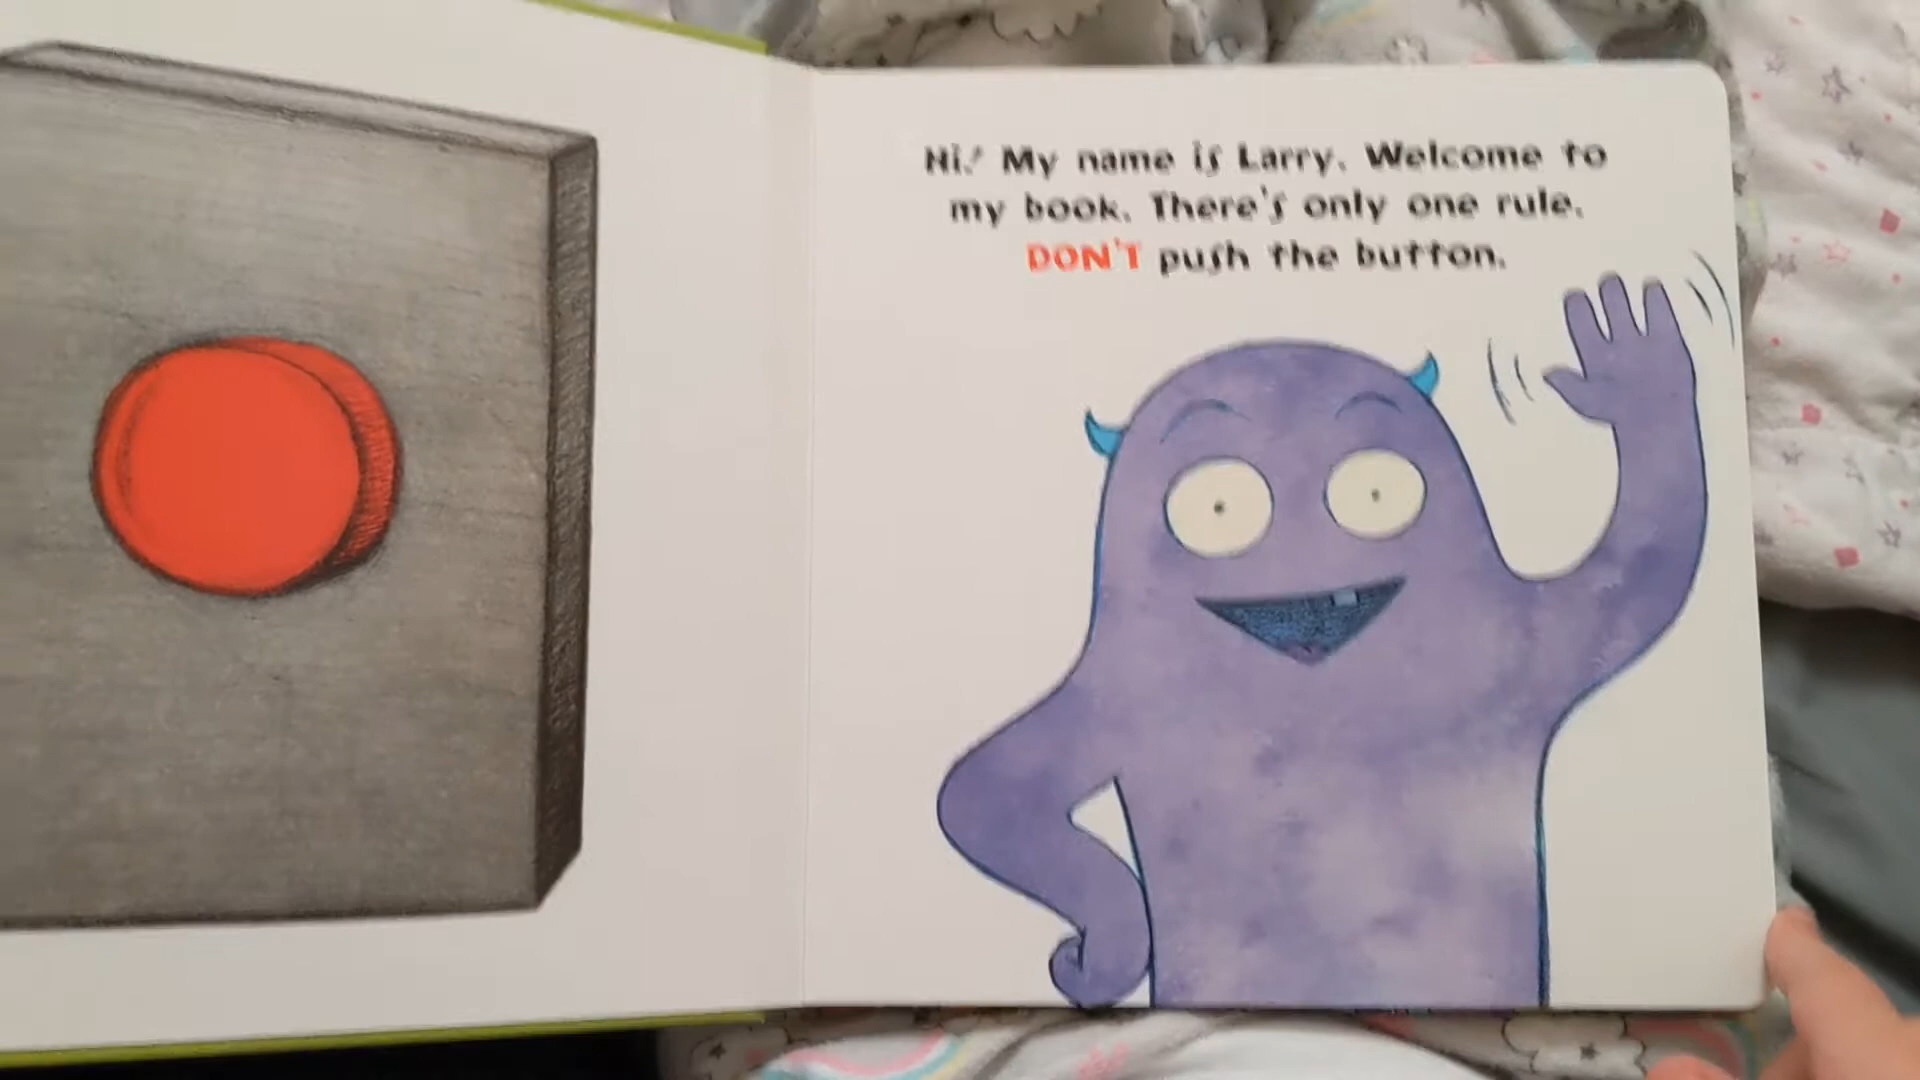 Hi! My name is Larry. Welcome to
my book. There's only one rule.
DON'T push the button.